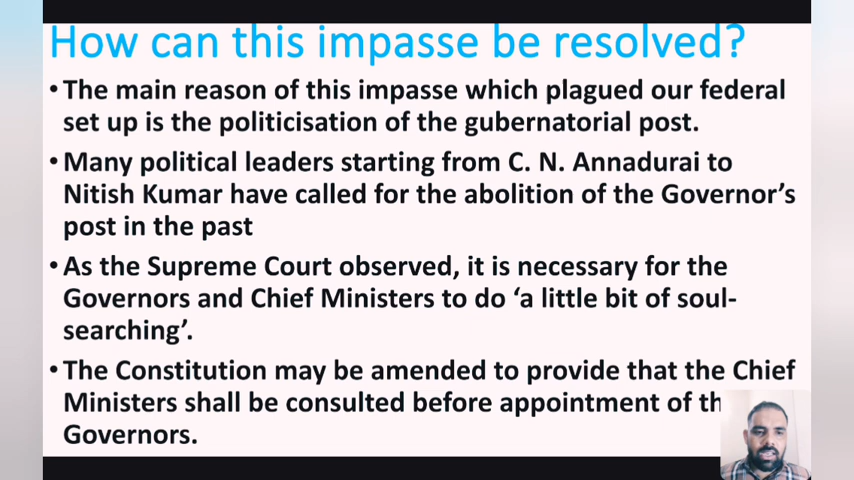 How can this impasse be resolved?
• The main reason of this impasse which plagued our federal
set up is the politicisation of the gubernatorial post.
• Many political leaders starting from C. N. Annadurai to
Nitish Kumar have called for the abolition of the Governor's
post in the past
• As the Supreme Court observed, it is necessary for the
Governors and Chief Ministers to do ‘a little bit of soul-
searching’.
• The Constitution may be amended to provide that the Chief
Ministers shall be consulted before appointment of th
Governors.